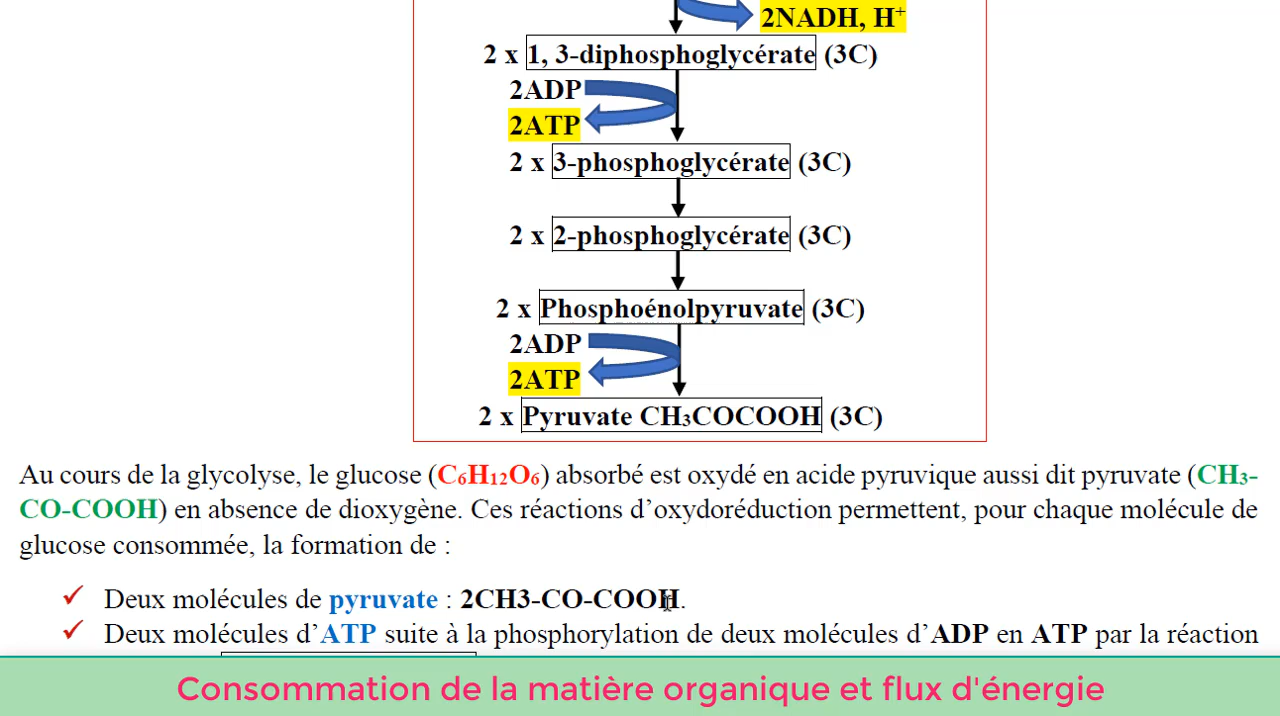 2NADH, H⁺
2 x 1, 3-diphosphoglycérate (3C)
2ADP
2ATP
2 x 3-phosphoglycérate (3C)
2 x 2-phosphoglycérate (3C)
2 x Phosphoénolpyruvate (3C)
2ADP
2ATP
2 x Pyruvate CH₃COCOOH (3C)
Au cours de la glycolyse, le glucose (C₆H₁₂O₆) absorbé est oxydé en acide pyruvique aussi dit pyruvate (CH₃-
CO-COOH) en absence de dioxygène. Ces réactions d’oxydoréduction permettent, pour chaque molécule de
glucose consommée, la formation de :
✓ Deux molécules de pyruvate : 2CH3-CO-COOH.
✓ Deux molécules d’ATP suite à la phosphorylation de deux molécules d’ADP en ATP par la réaction
Consommation de la matière organique et flux d'énergie